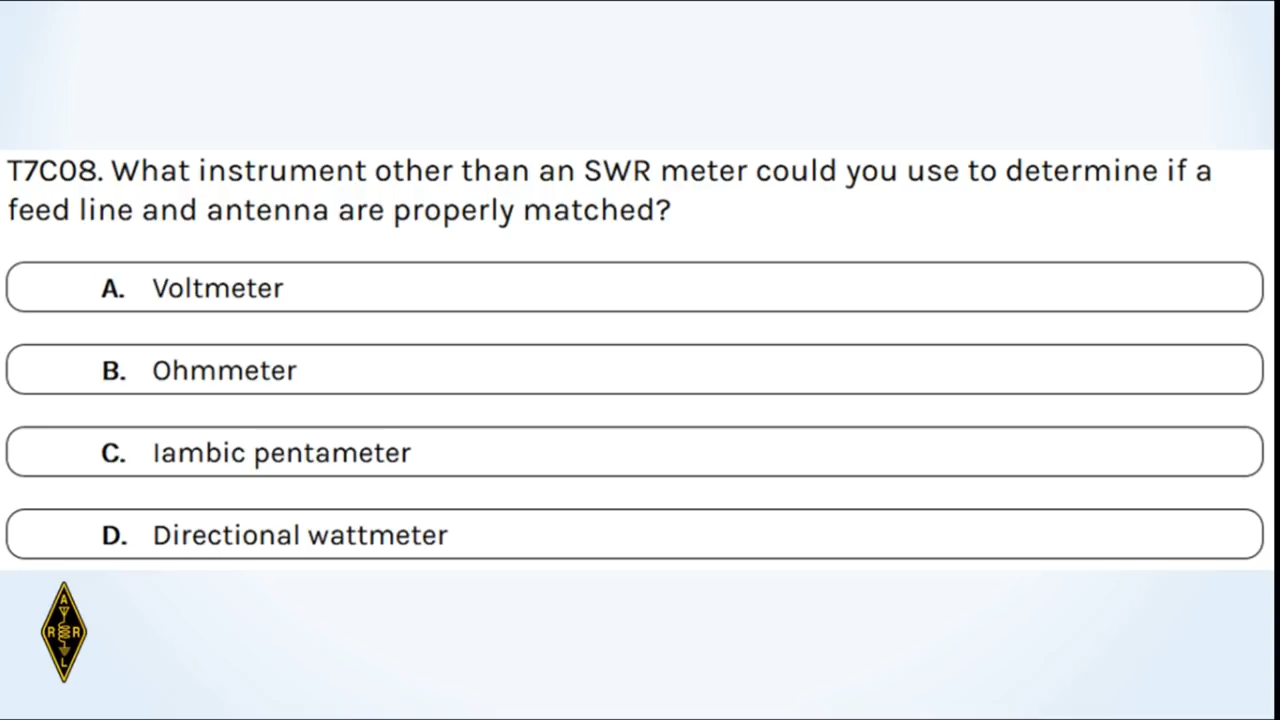 T7C08. What instrument other than an SWR meter could you use to determine if a
feed line and antenna are properly matched?
A. Voltmeter
B. Ohmmeter
C. Iambic pentameter
D. Directional wattmeter
A
R R
L